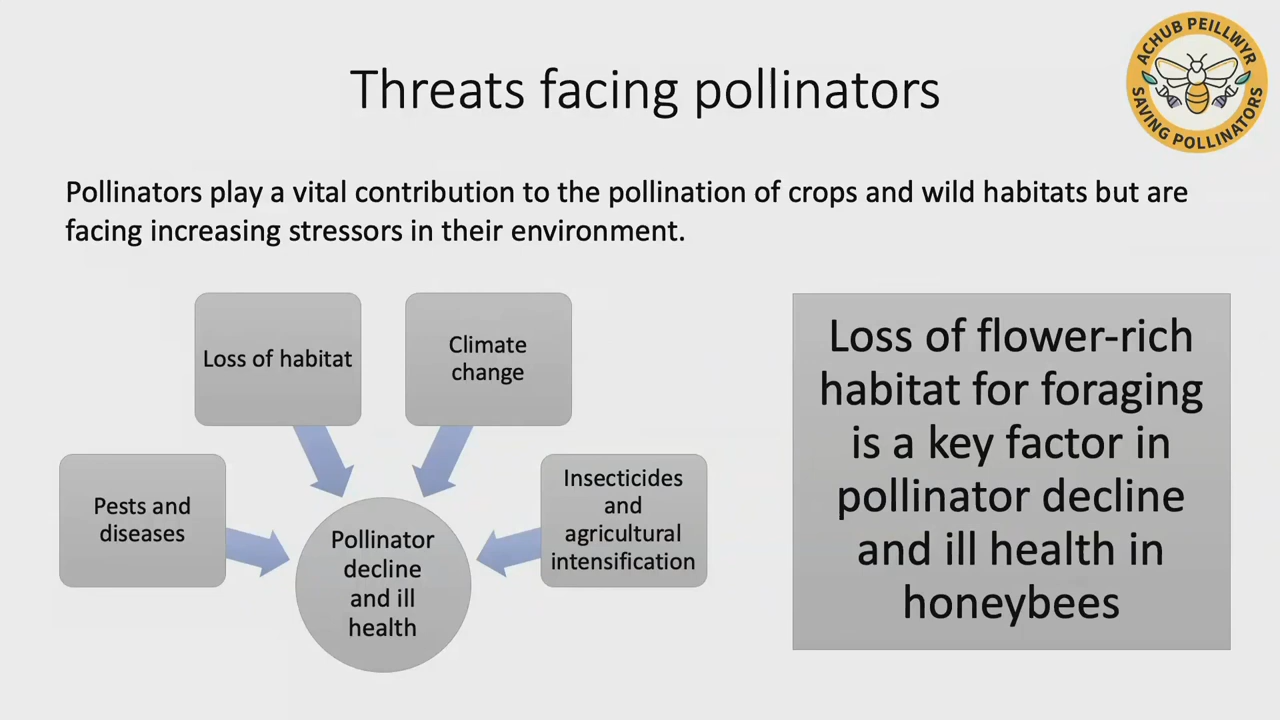 Threats facing pollinators
ACHUB PEILLWYR
SAVING POLLINATORS
Pollinators play a vital contribution to the pollination of crops and wild habitats but are
facing increasing stressors in their environment.
Pests and
diseases
Loss of habitat
Climate
change
Insecticides
and
agricultural
intensification
Pollinator
decline
and ill
health
Loss of flower-rich
habitat for foraging
is a key factor in
pollinator decline
and ill health in
honeybees